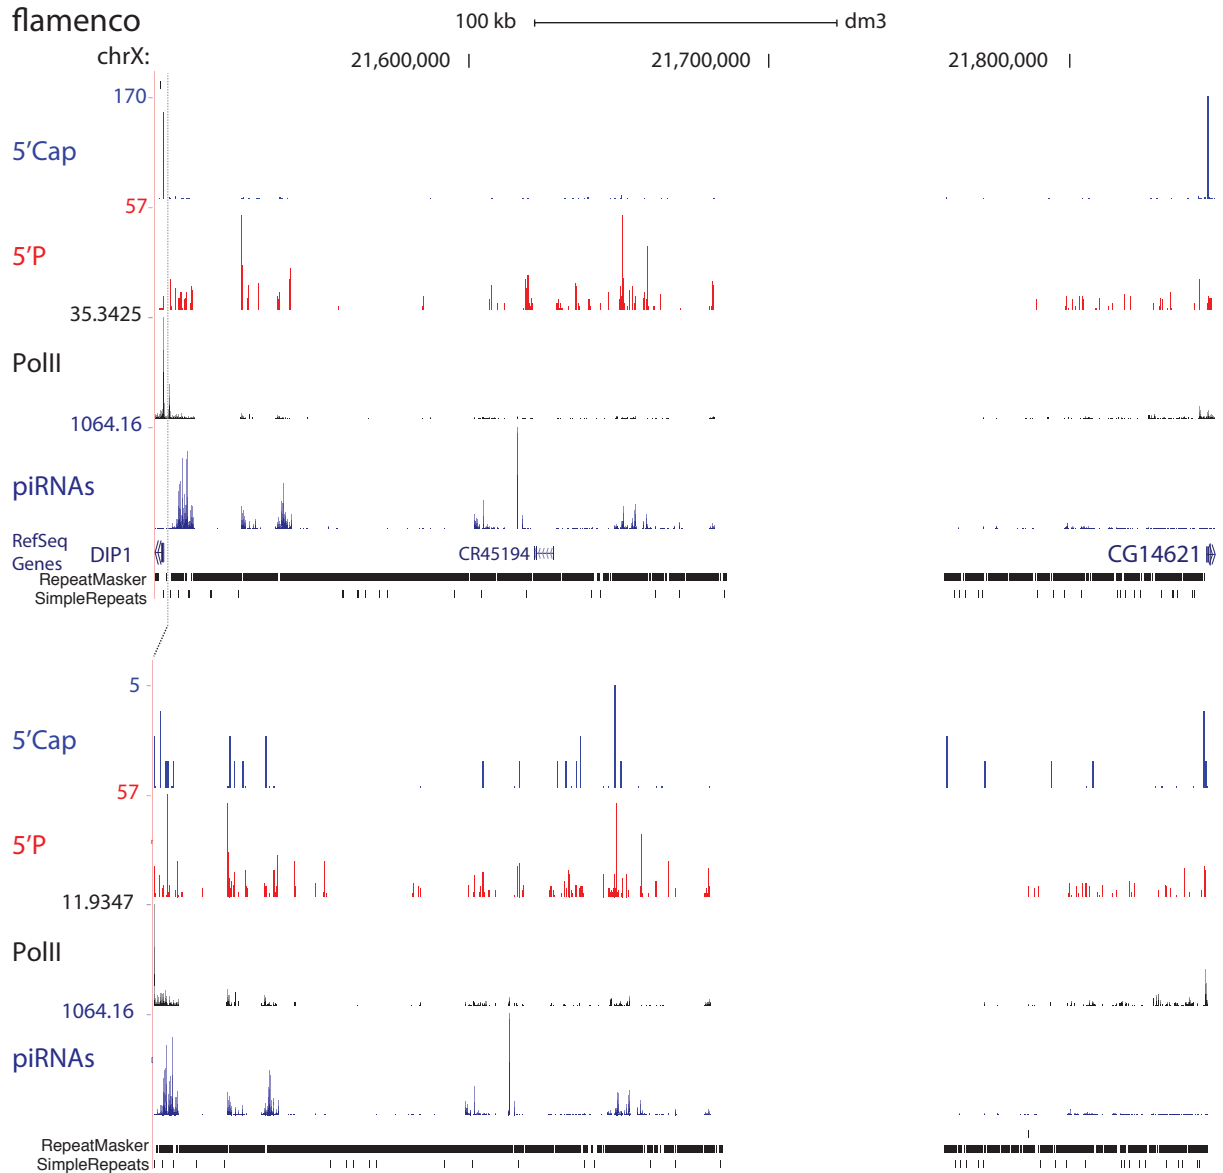 flamenco
100 kb dm3
chrX: 21,600,000 21,700,000 21,800,000
170
5'Cap
57
5'P
35.3425
PolII
1064.16
piRNAs
RefSeq Genes DIP1 CR45194 CG14621
RepeatMasker
SimpleRepeats
5
5'Cap
57
5'P
11.9347
PolII
1064.16
piRNAs
RepeatMasker
SimpleRepeats